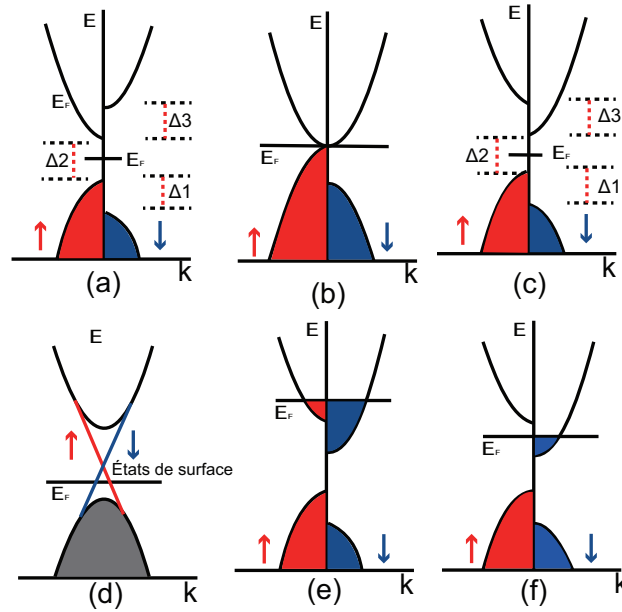 E
E_F
Δ3
Δ2
E_F
Δ1
↑ ↓
k
(a)
E
E_F
↑ ↓
k
(b)
E
Δ3
Δ2
E_F
Δ1
↑ ↓
k
(c)
E
↑ ↓
États de surface
E_F
k
(d)
E
E_F
↑ ↓
k
(e)
E
E_F
↑ ↓
k
(f)